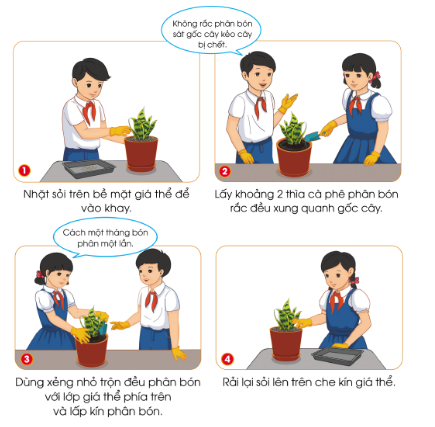 Không rắc phân bón
sát gốc cây kẻo cây
bị chết.
1
Nhặt sỏi trên bề mặt giá thể để
vào khay.
2
Lấy khoảng 2 thìa cà phê phân bón
rắc đều xung quanh gốc cây.
Cách một tháng bón
phân một lần.
3
Dùng xẻng nhỏ trộn đều phân bón
với lớp giá thể phía trên
và lấp kín phân bón.
4
Rải lại sỏi lên trên che kín giá thể.